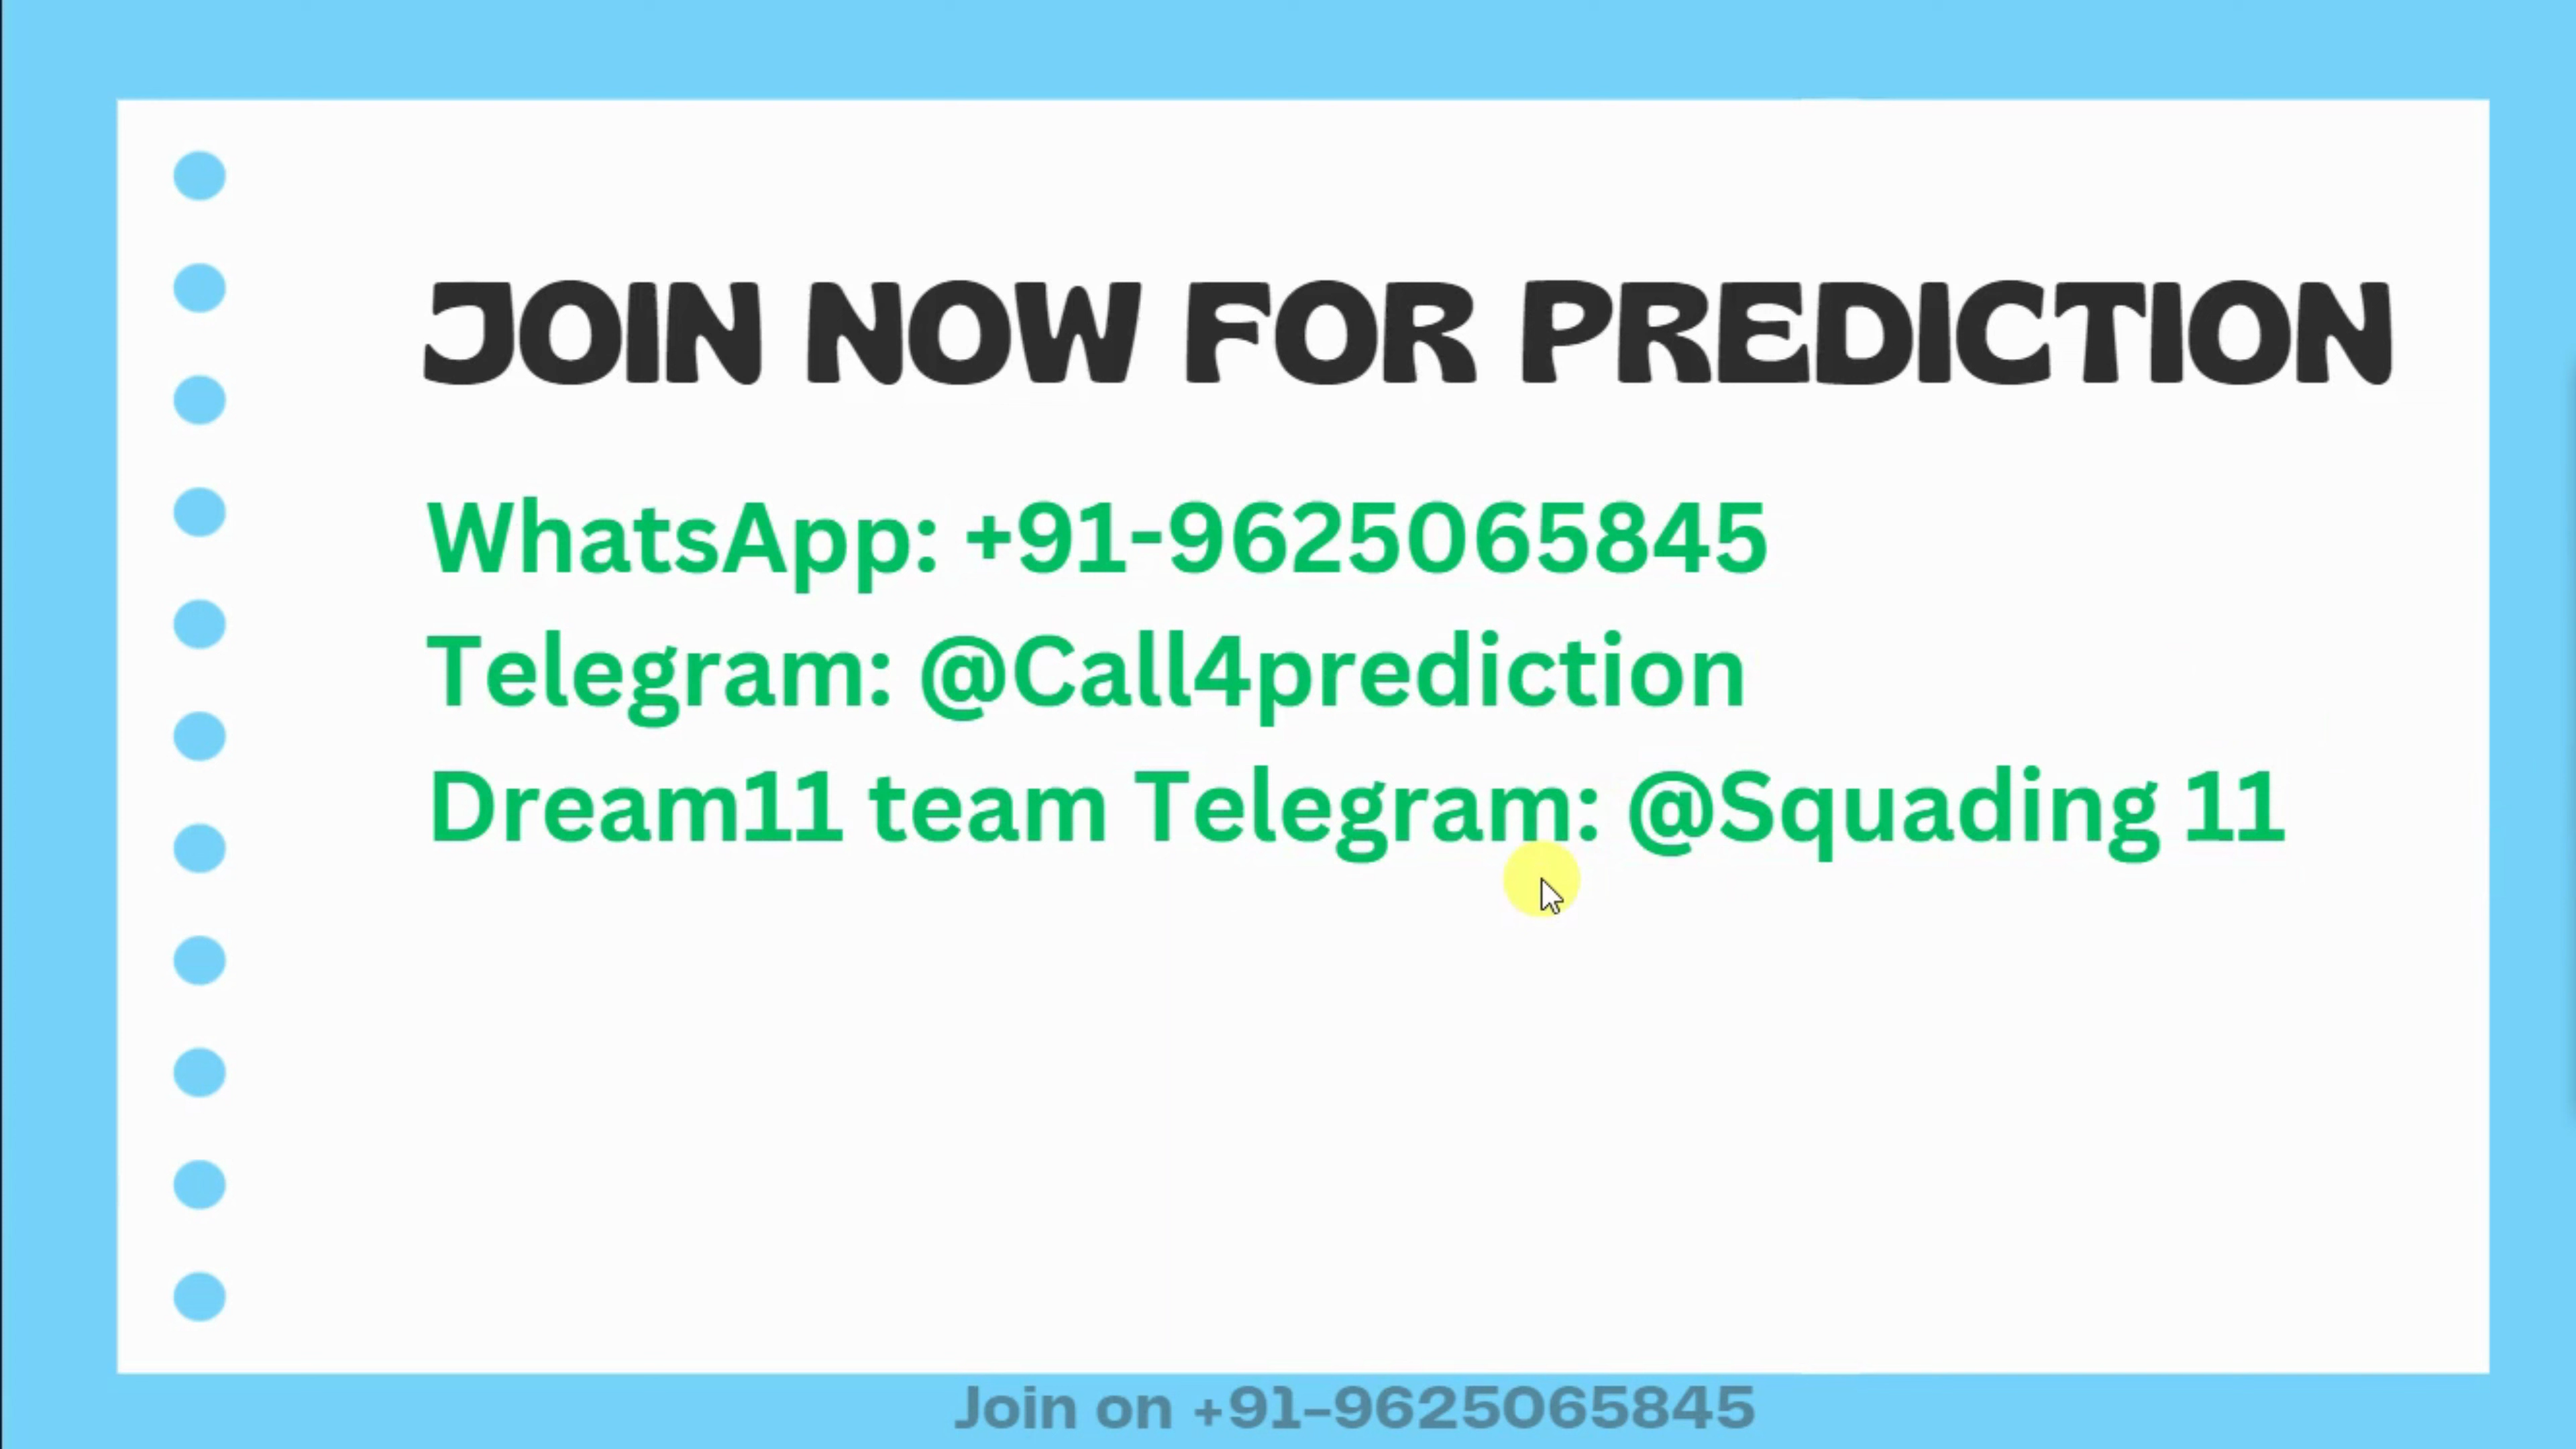 JOIN NOW FOR PREDICTION
WhatsApp: +91-9625065845
Telegram: @Call4prediction
Dream11 team Telegram: @Squading 11
Join on +91-9625065845